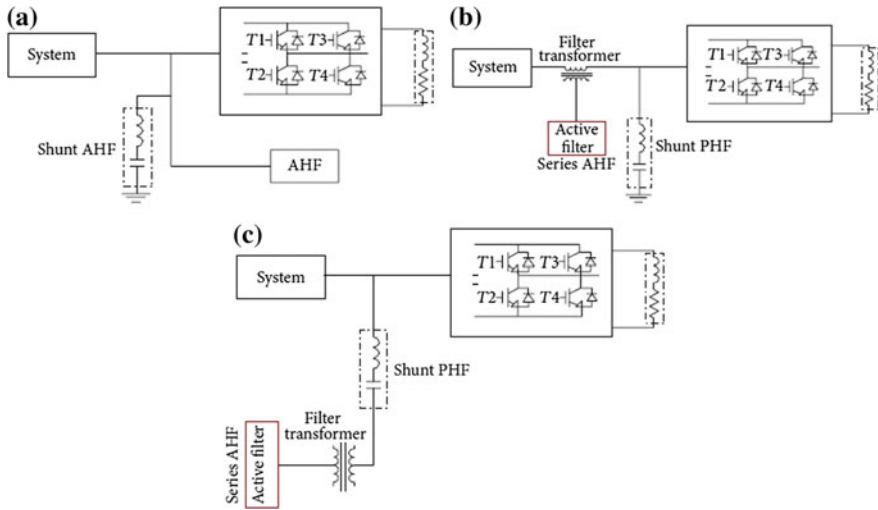 (a)
System
T1
T3
T2
T4
Shunt AHF
AHF
(b)
Filter
transformer
System
T1
T3
T2
T4
Active
filter
Series AHF
Shunt PHF
(c)
System
T1
T3
T2
T4
Shunt PHF
Filter
transformer
Series AHF
Active filter